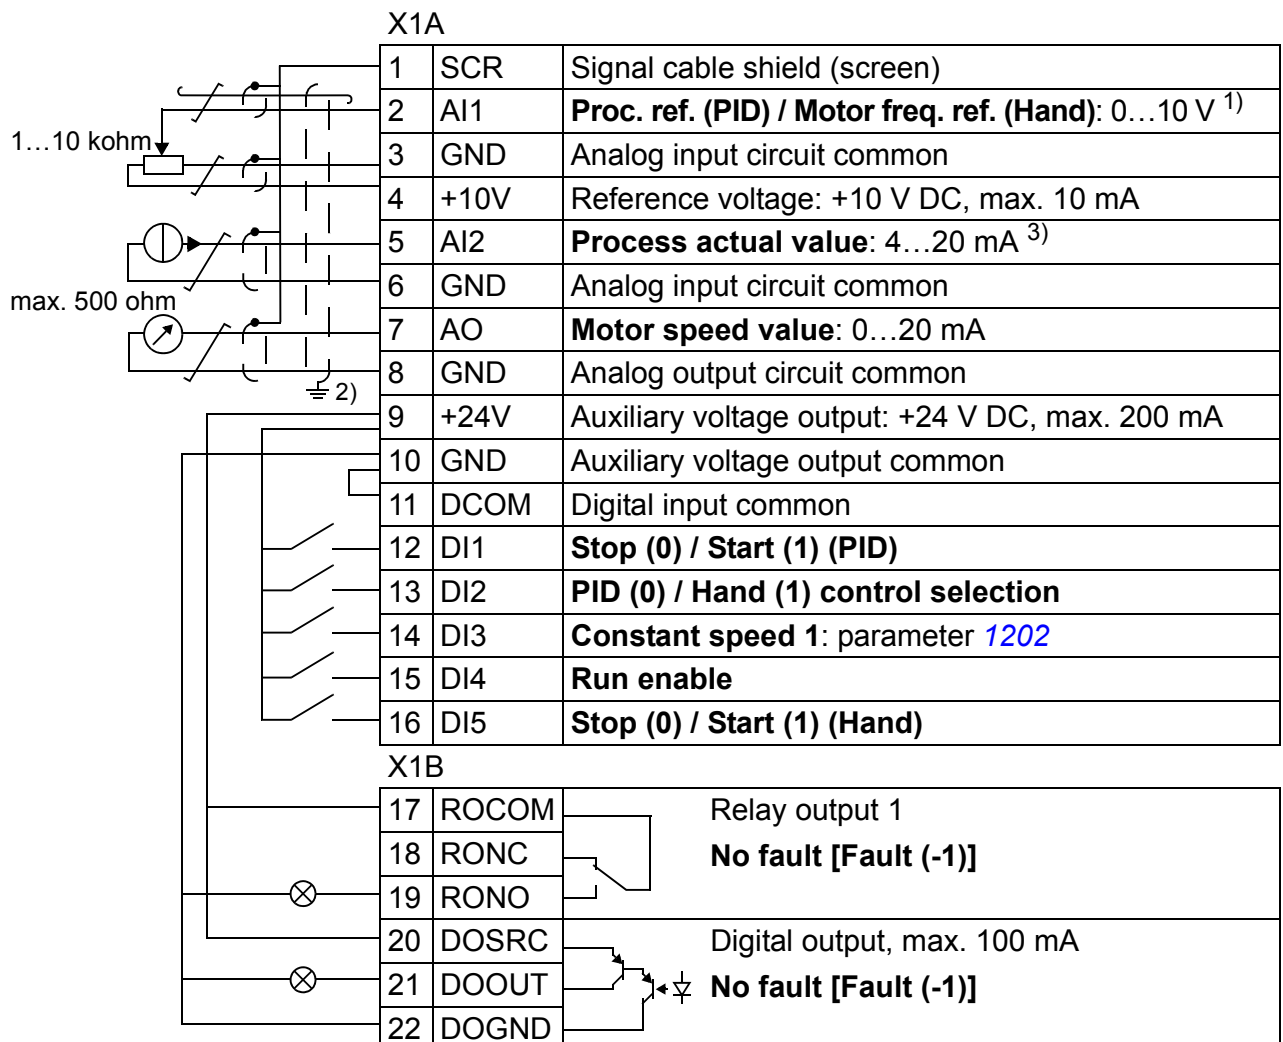 X1A
1 SCR Signal cable shield (screen)
2 AI1 Proc. ref. (PID) / Motor freq. ref. (Hand): 0…10 V 1)
1…10 kohm
3 GND Analog input circuit common
4 +10V Reference voltage: +10 V DC, max. 10 mA
5 AI2 Process actual value: 4…20 mA 3)
6 GND Analog input circuit common
max. 500 ohm
7 AO Motor speed value: 0…20 mA
8 GND Analog output circuit common
2)
9 +24V Auxiliary voltage output: +24 V DC, max. 200 mA
10 GND Auxiliary voltage output common
11 DCOM Digital input common
12 DI1 Stop (0) / Start (1) (PID)
13 DI2 PID (0) / Hand (1) control selection
14 DI3 Constant speed 1: parameter 1202
15 DI4 Run enable
16 DI5 Stop (0) / Start (1) (Hand)
X1B
17 ROCOM Relay output 1
18 RONC No fault [Fault (-1)]
19 RONO
20 DOSRC Digital output, max. 100 mA
21 DOOUT No fault [Fault (-1)]
22 DOGND